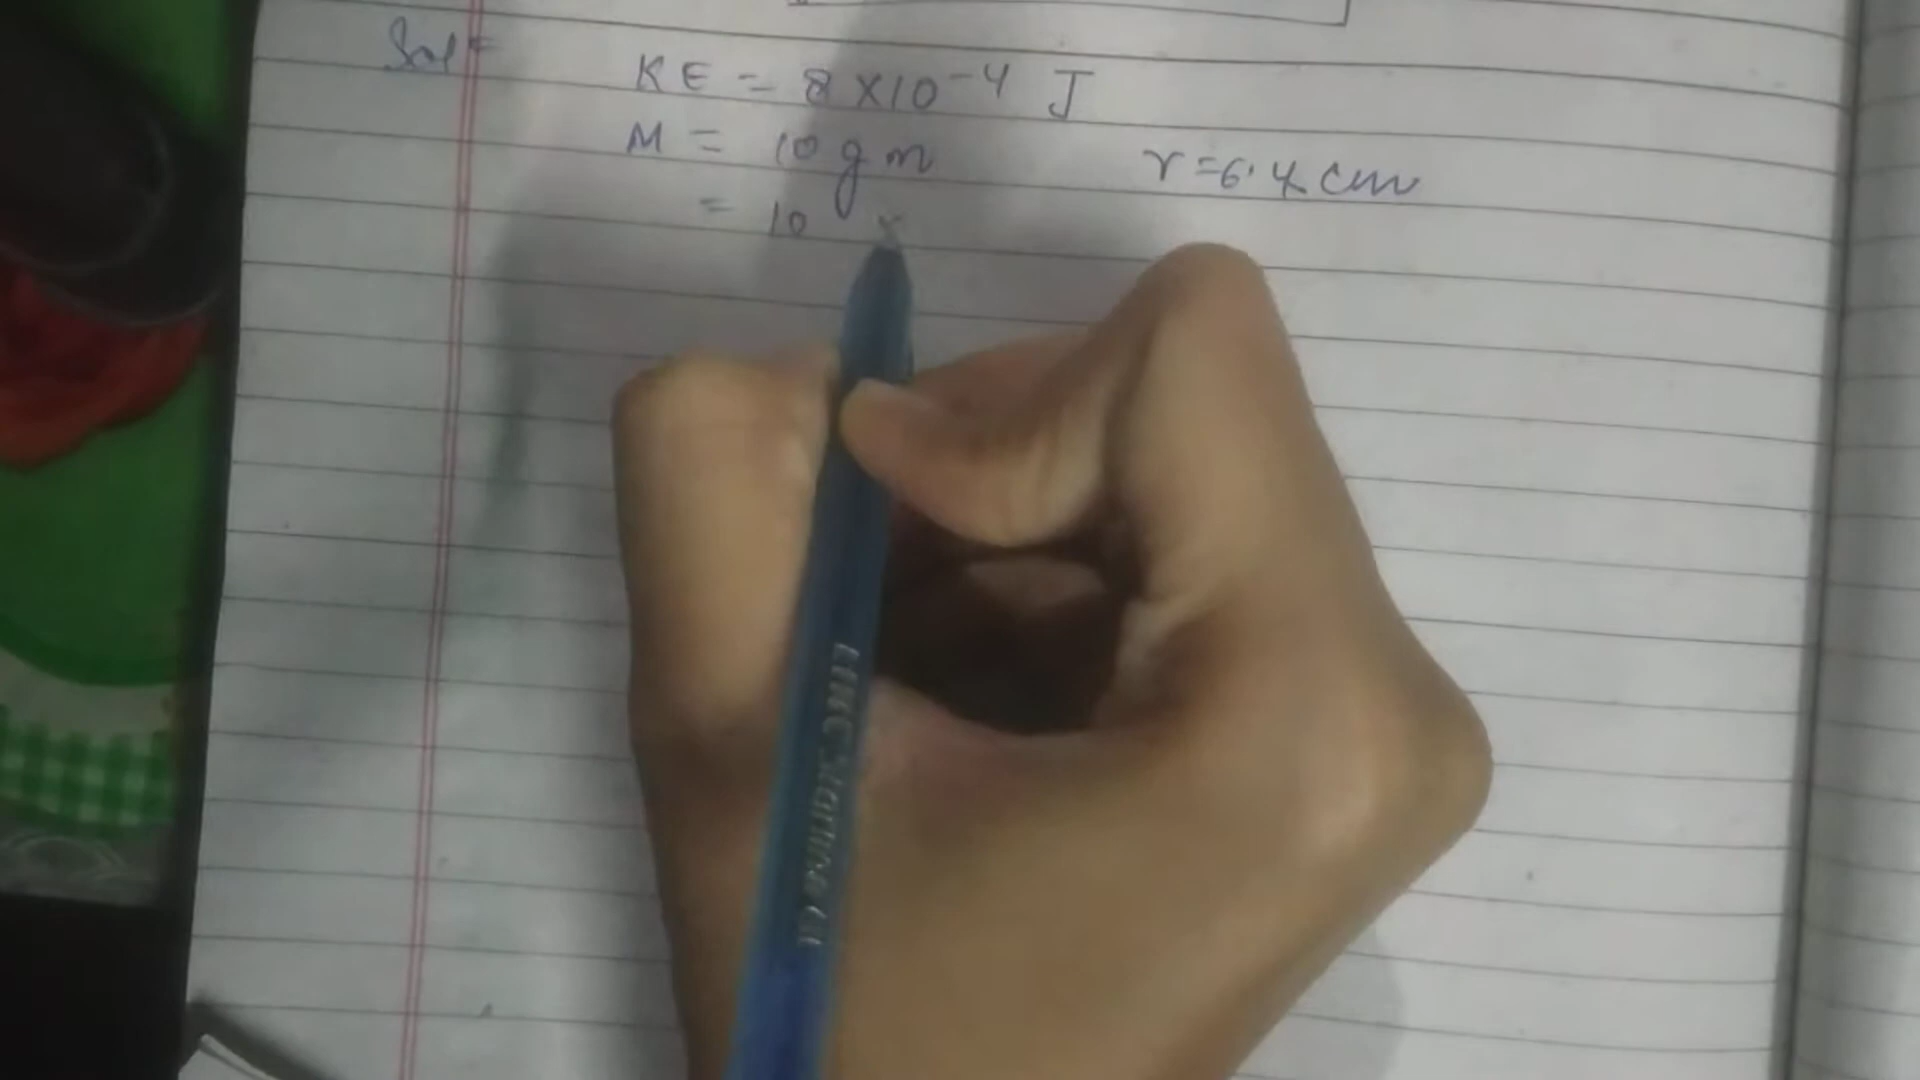 Sol =
KE = 8 X10-4 J
M = 10 gm r=6.4 cm
= 10 x